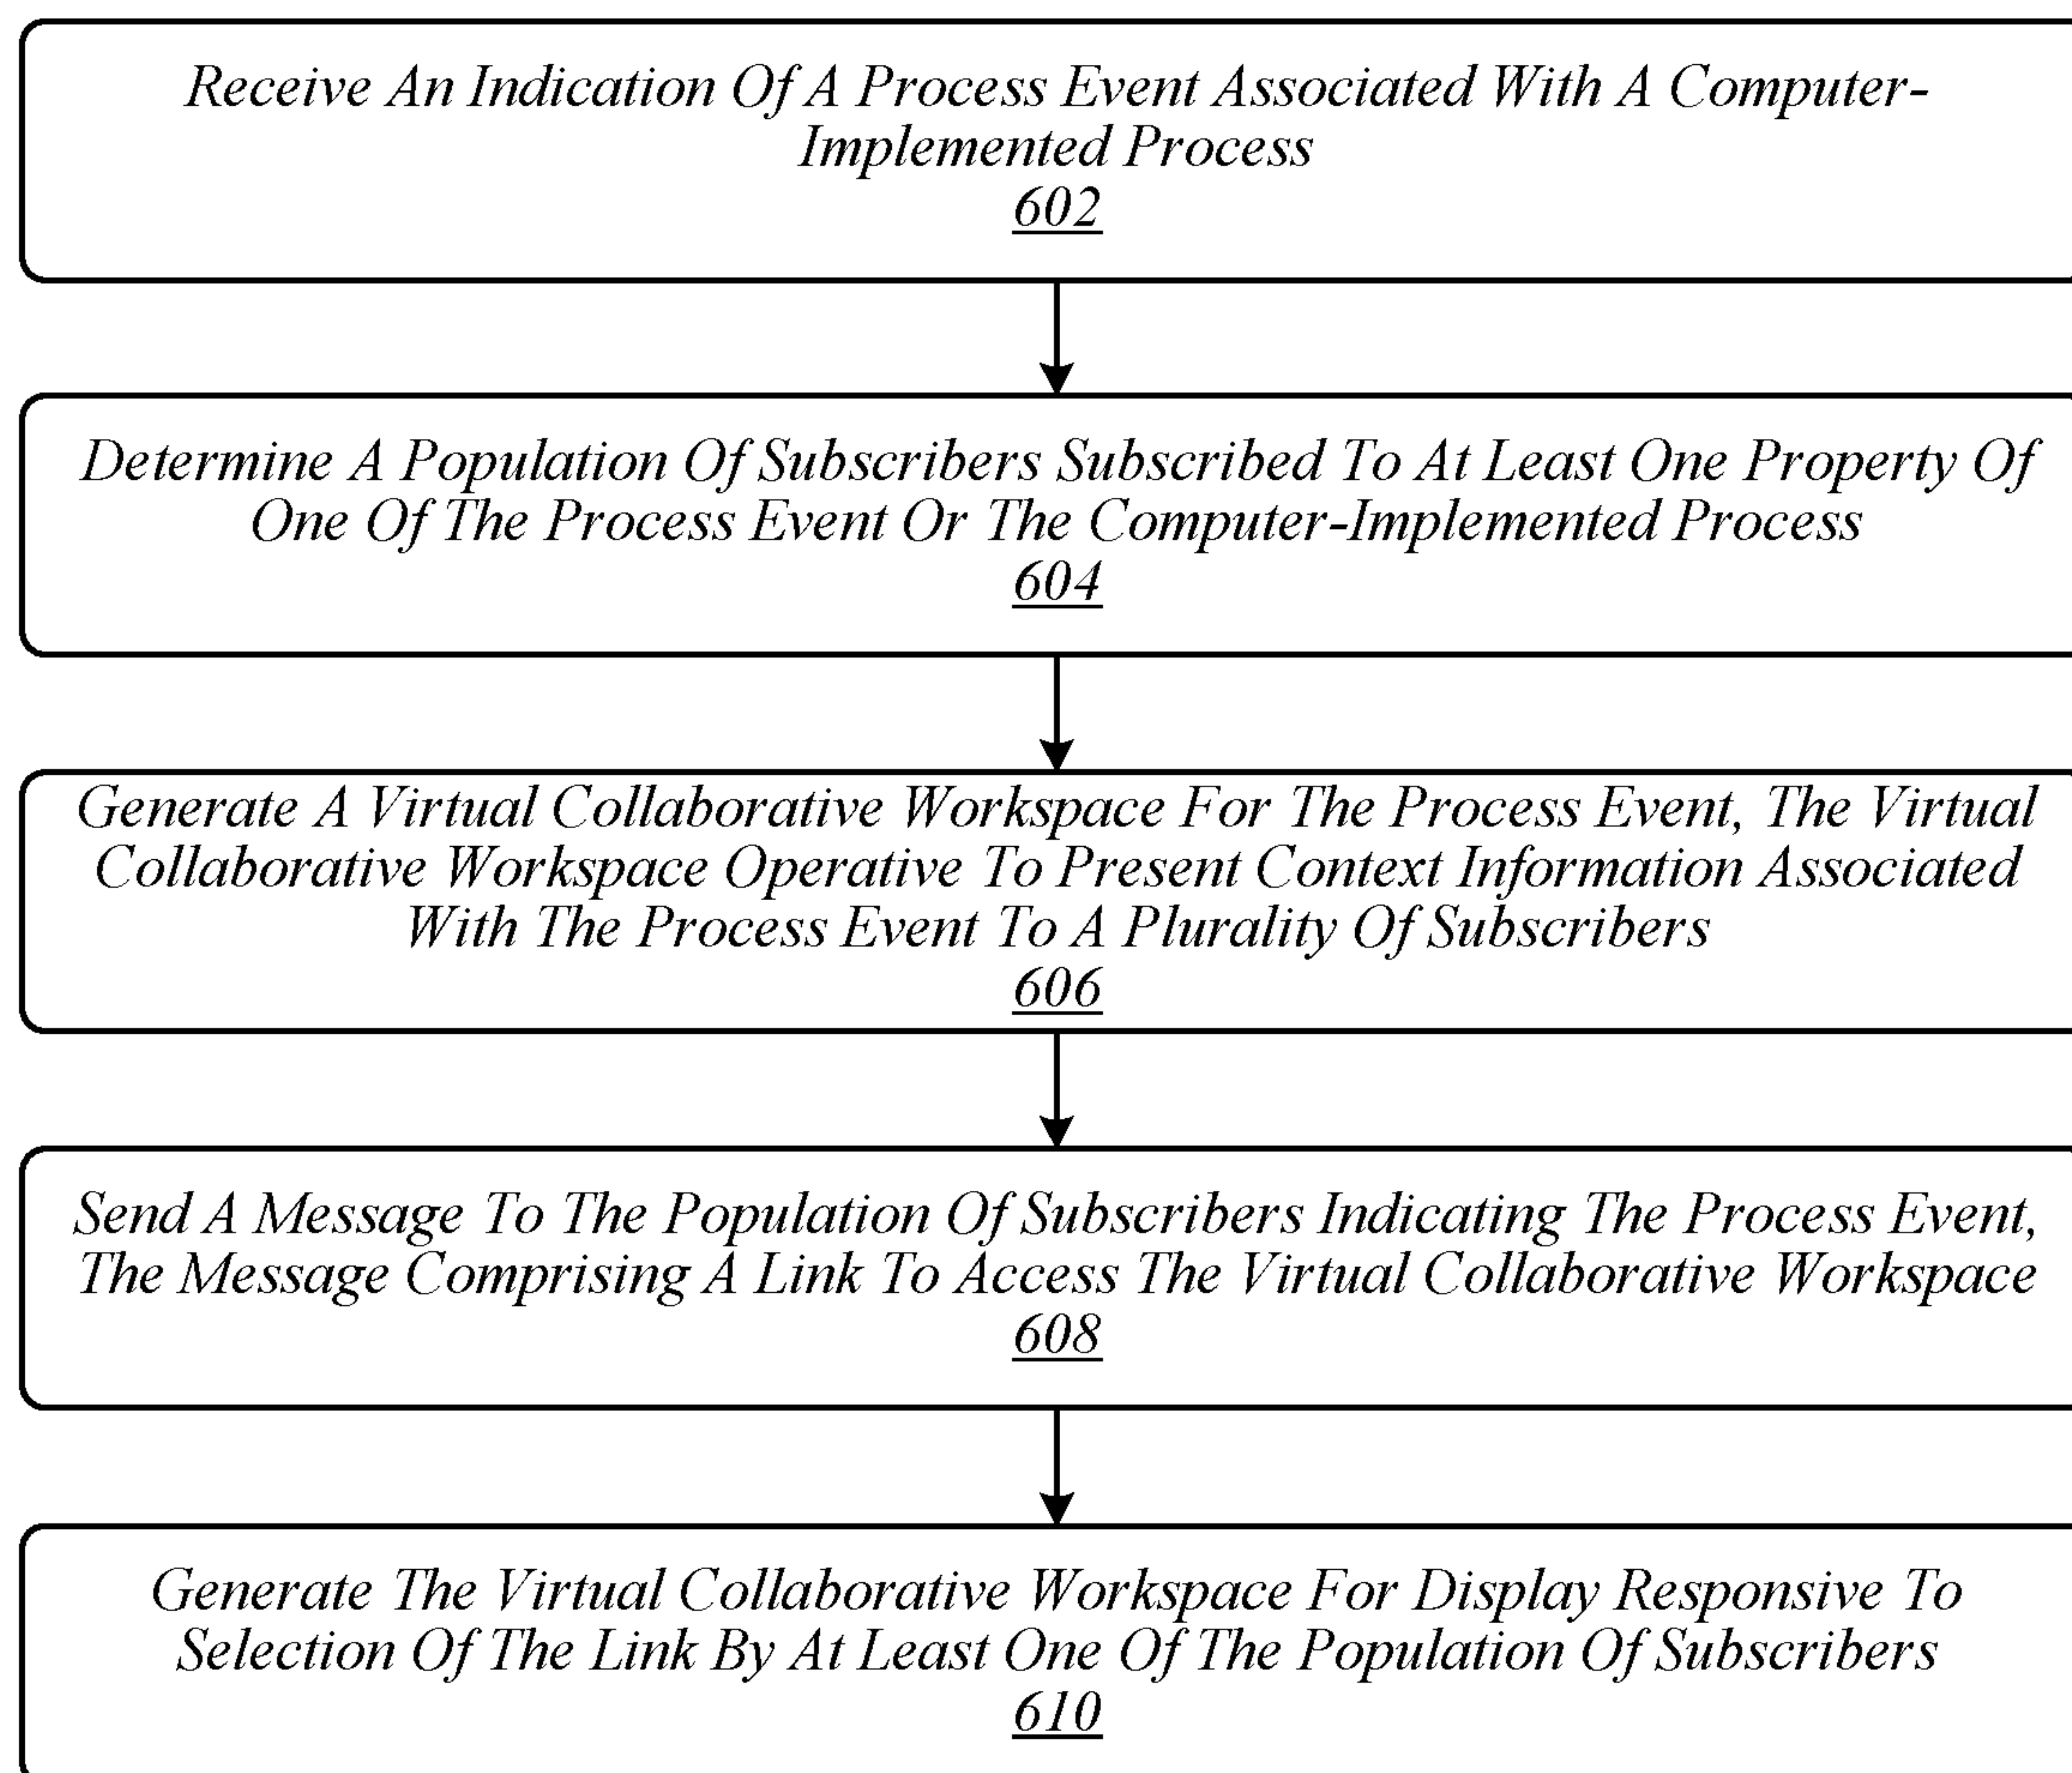 Receive An Indication Of A Process Event Associated With A Computer-
Implemented Process
602
Determine A Population Of Subscribers Subscribed To At Least One Property Of
One Of The Process Event Or The Computer-Implemented Process
604
Generate A Virtual Collaborative Workspace For The Process Event, The Virtual
Collaborative Workspace Operative To Present Context Information Associated
With The Process Event To A Plurality Of Subscribers
606
Send A Message To The Population Of Subscribers Indicating The Process Event,
The Message Comprising A Link To Access The Virtual Collaborative Workspace
608
Generate The Virtual Collaborative Workspace For Display Responsive To
Selection Of The Link By At Least One Of The Population Of Subscribers
610